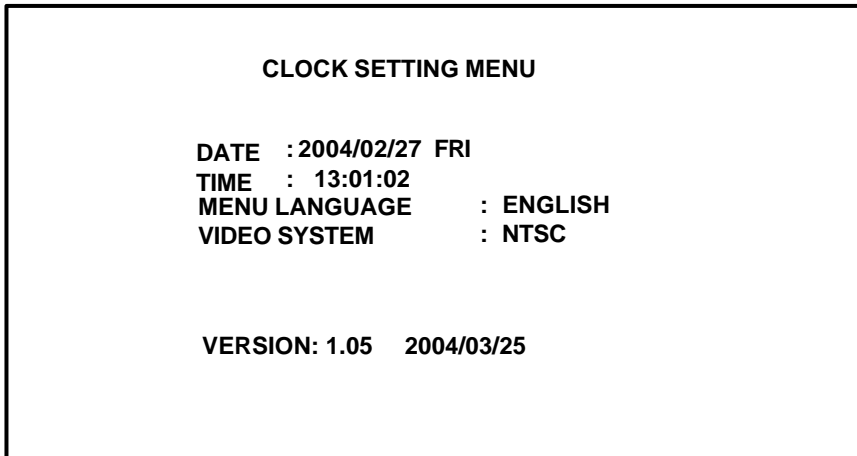 CLOCK SETTING MENU
DATE : 2004/02/27 FRI
TIME : 13:01:02
MENU LANGUAGE : ENGLISH
VIDEO SYSTEM : NTSC
VERSION: 1.05 2004/03/25